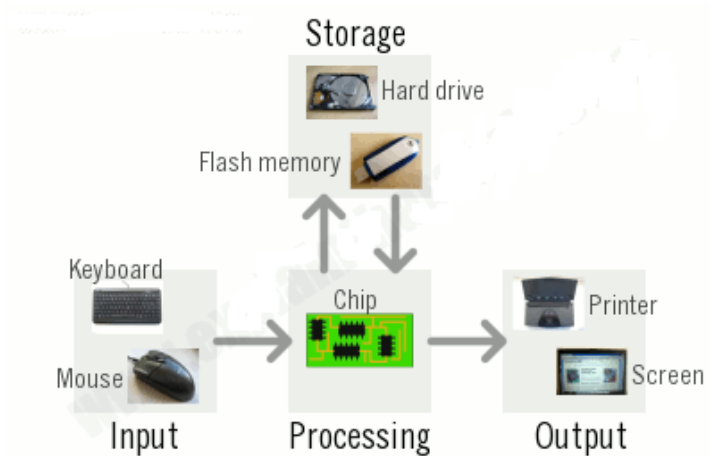 Storage
Hard drive
Flash memory
Keyboard
Chip
Printer
Mouse
Screen
Input
Processing
Output